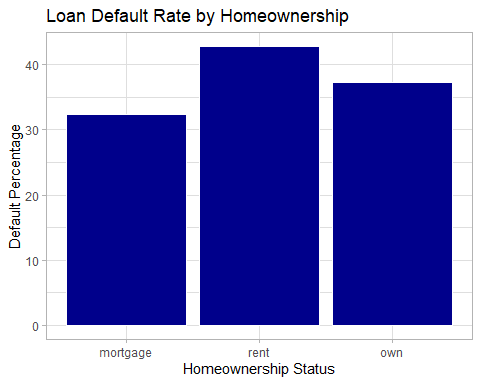 Loan Default Rate by Homeownership
Default Percentage
40
30
20
10
0
mortgage rent own
Homeownership Status